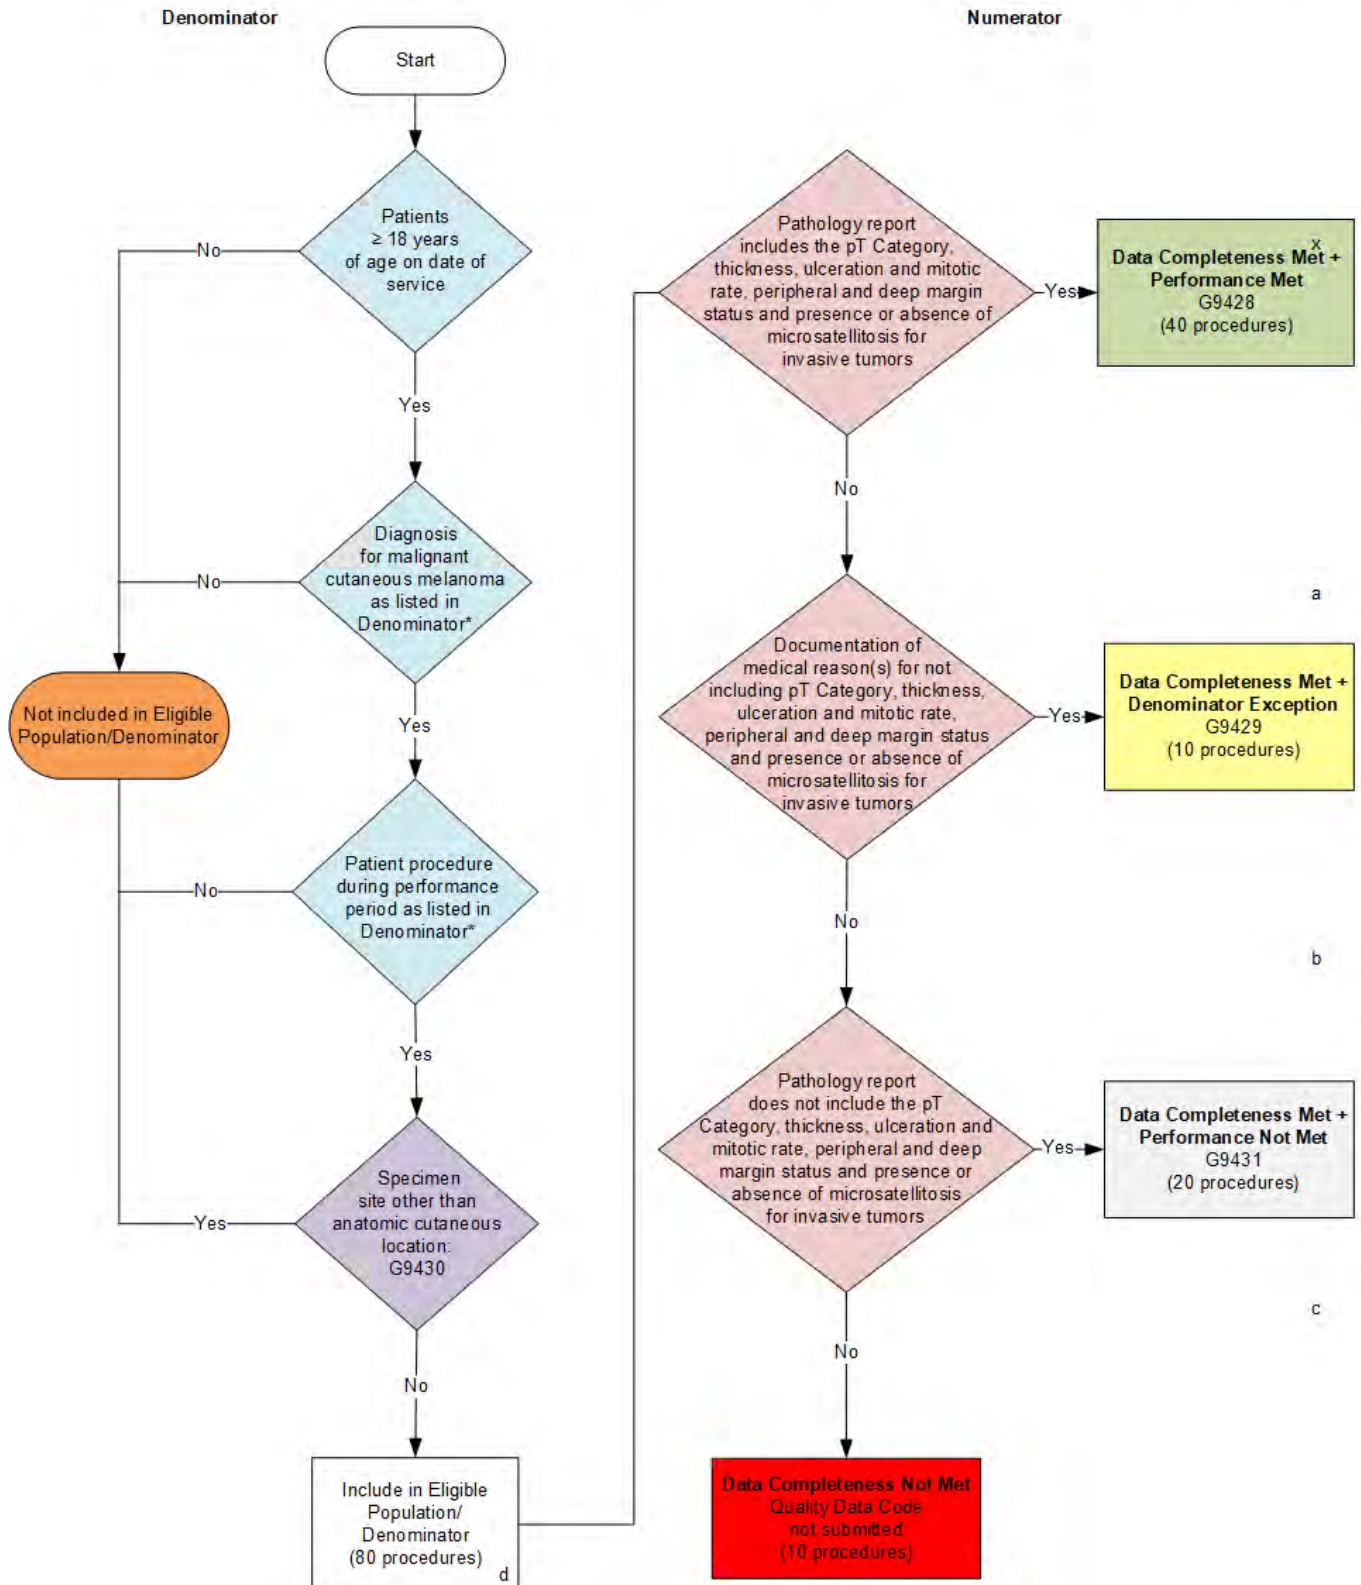 Denominator
Start
Patients
≥ 18 years
of age on date of
service
No
Yes
Diagnosis
for malignant
cutaneous melanoma
as listed in
Denominator*
No
Yes
Not included in Eligible
Population/Denominator
Patient procedure
during performance
period as listed in
Denominator*
No
Yes
Specimen
site other than
anatomic cutaneous
location:
G9430
Yes
No
Include in Eligible
Population/
Denominator
(80 procedures)
d
Numerator
Pathology report
includes the pT Category,
thickness, ulceration and mitotic
rate, peripheral and deep margin
status and presence or absence of
microsatellitosis for
invasive tumors
Yes
x
Data Completeness Met +
Performance Met
G9428
(40 procedures)
No
a
Documentation of
medical reason(s) for not
including pT Category, thickness,
ulceration and mitotic rate,
peripheral and deep margin status
and presence or absence of
microsatellitosis for
invasive tumors
Yes
Data Completeness Met +
Denominator Exception
G9429
(10 procedures)
No
b
Pathology report
does not include the pT
Category, thickness, ulceration and
mitotic rate, peripheral and deep
margin status and presence or
absence of microsatellitosis
for invasive tumors
Yes
Data Completeness Met +
Performance Not Met
G9431
(20 procedures)
c
No
Data Completeness Not Met
Quality Data Code
not submitted
(10 procedures)